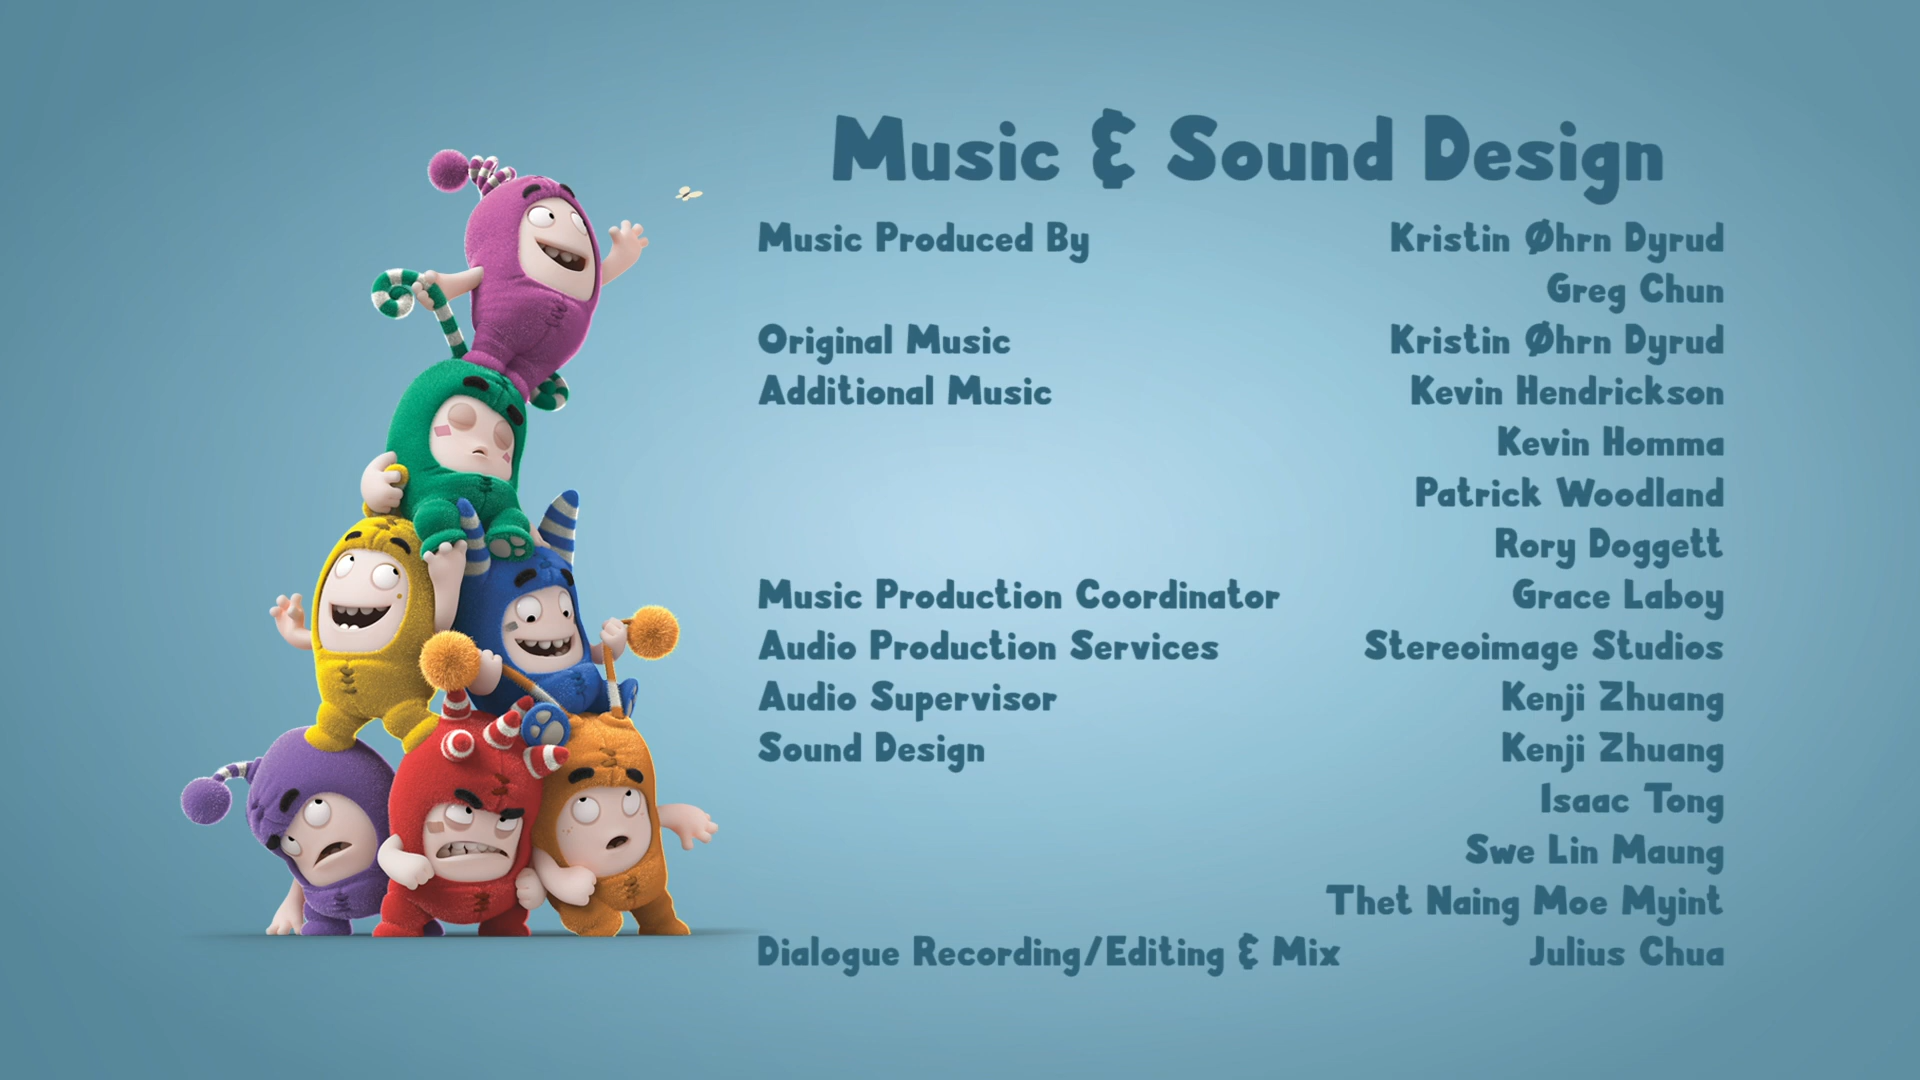 Music & Sound Design
Music Produced By Kristin Øhrn Dyrud
Greg Chun
Original Music Kristin Øhrn Dyrud
Additional Music Kevin Hendrickson
Kevin Homma
Patrick Woodland
Rory Doggett
Music Production Coordinator Grace Laboy
Audio Production Services Stereoimage Studios
Audio Supervisor Kenji Zhuang
Sound Design Kenji Zhuang
Isaac Tong
Swe Lin Maung
Thet Naing Moe Myint
Dialogue Recording/Editing & Mix Julius Chua